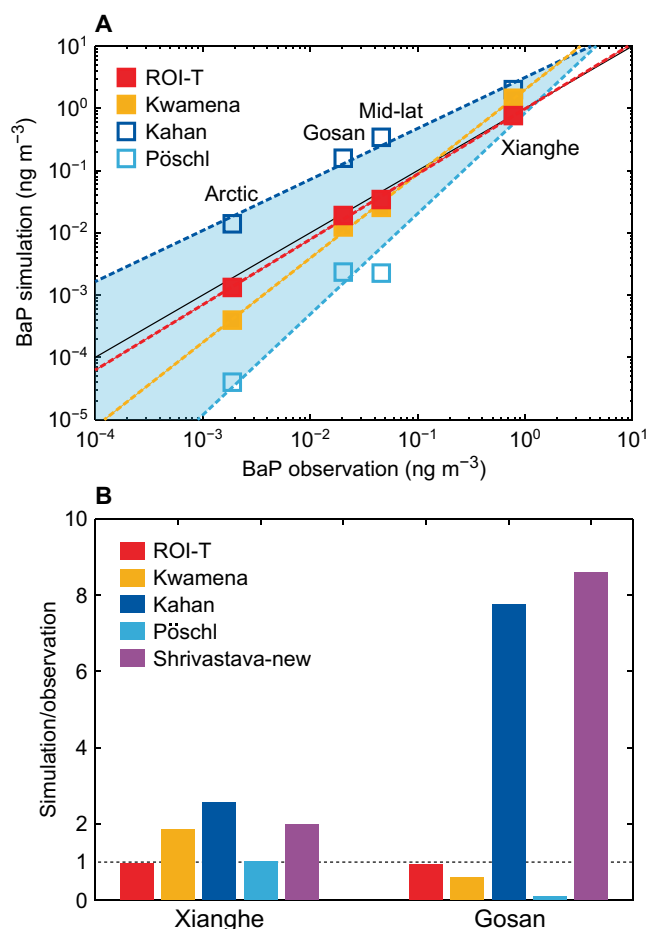 A
BaP simulation (ng m⁻³)
10¹
10⁰
10⁻¹
10⁻²
10⁻³
10⁻⁴
10⁻⁵
ROI-T
Kwamena
Kahan
Pöschl
Arctic
Gosan
Mid-lat
Xianghe
10⁻⁴ 10⁻³ 10⁻² 10⁻¹ 10⁰ 10¹
BaP observation (ng m⁻³)
B
Simulation/observation
10
8
6
4
2
1
0
ROI-T
Kwamena
Kahan
Pöschl
Shrivastava-new
Xianghe Gosan